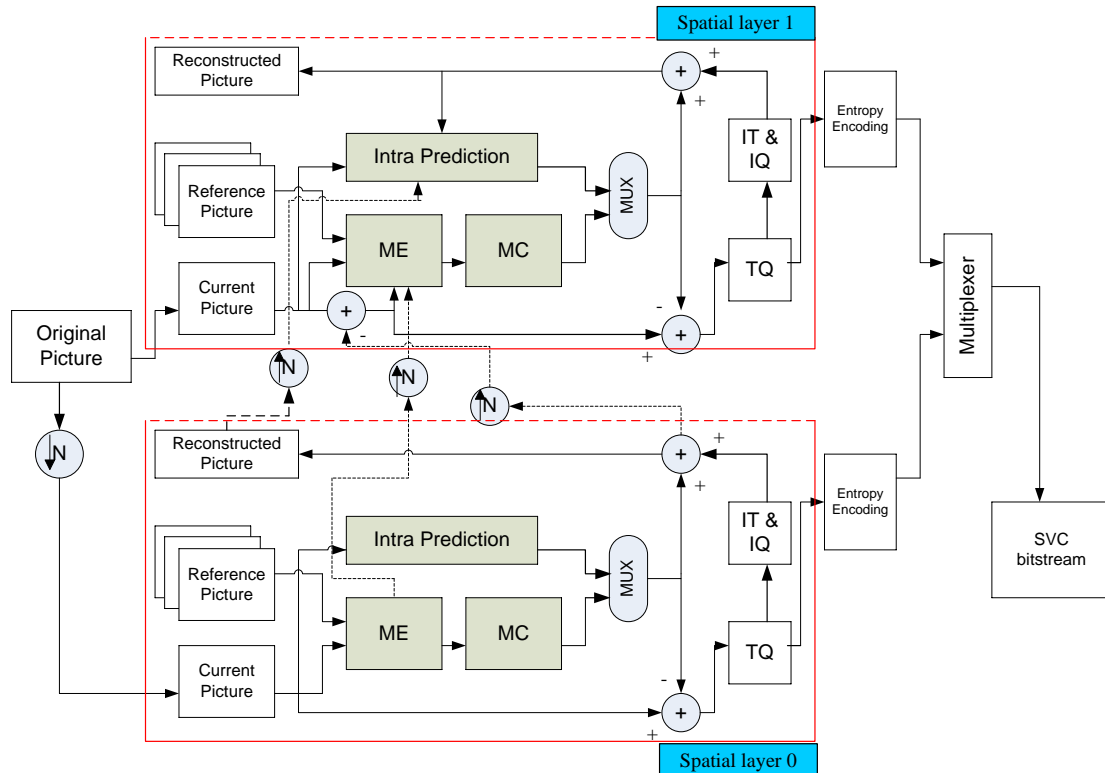 Spatial layer 1
Reconstructed
Picture
+
+
+
Entropy
Encoding
IT &
IQ
Intra Prediction
MUX
Reference
Picture
ME
MC
TQ
Current
Picture
+
-
-
+
+
Original
Picture
N
N
N
N
Multiplexer
Reconstructed
Picture
+
+
+
Entropy
Encoding
IT &
IQ
Intra Prediction
MUX
Reference
Picture
ME
MC
TQ
SVC
bitstream
Current
Picture
-
+
+
Spatial layer 0